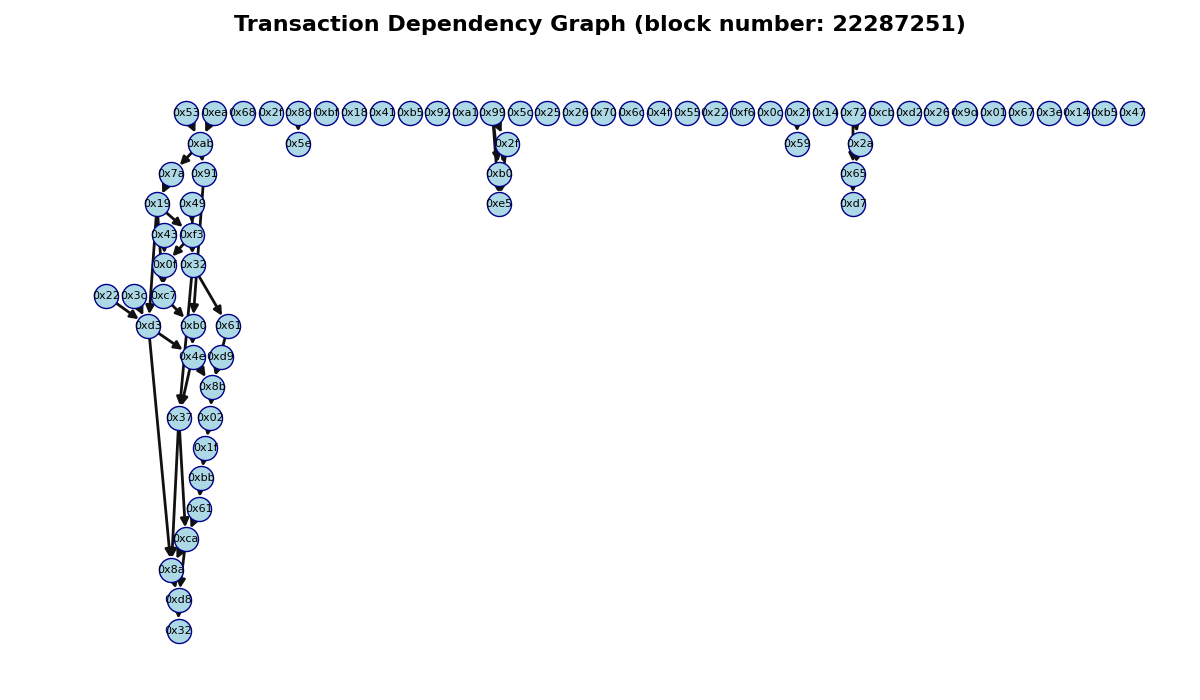 Transaction Dependency Graph (block number: 22287251)
0x53 0xea 0x68 0x2f 0x8d 0xbf 0x18 0x41 0xb5 0x92 0xa1 0x99 0x5c 0x25 0x26 0x70 0x6c 0x4f 0x55 0x22 0xf6 0x0c 0x2f 0x14 0x72 0xcb 0xd2 0x26 0x9d 0x01 0x67 0x3e 0x14 0xb5 0x47
0xab 0x5e 0x2f 0x59 0x2a
0x7a 0x91 0xb0 0x65
0x19 0x49 0xe5 0xd7
0x43 0xf3
0x0f 0x32
0x22 0x3c 0xc7
0xd3 0xb0 0x61
0x4e 0xd9
0x8b
0x37 0x02
0x1f
0xbb
0x61
0xca
0x8a
0xd8
0x32